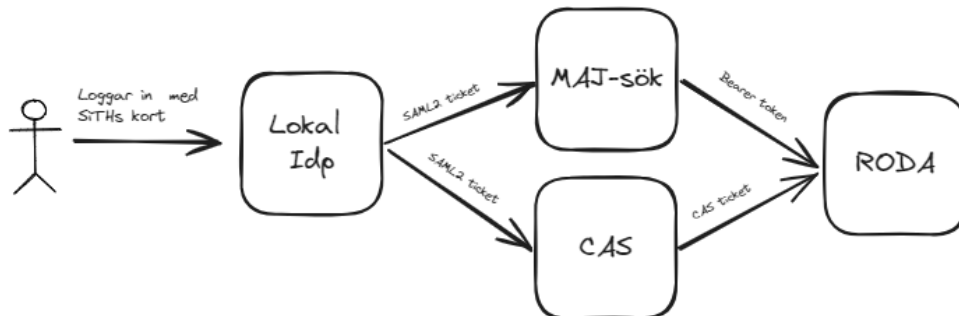 Loggar in med
SITHs kort
Lokal
Idp
SAML2 ticket
SAML2 ticket
MAJ-sök
CAS
Bearer token
CAS ticket
RODA